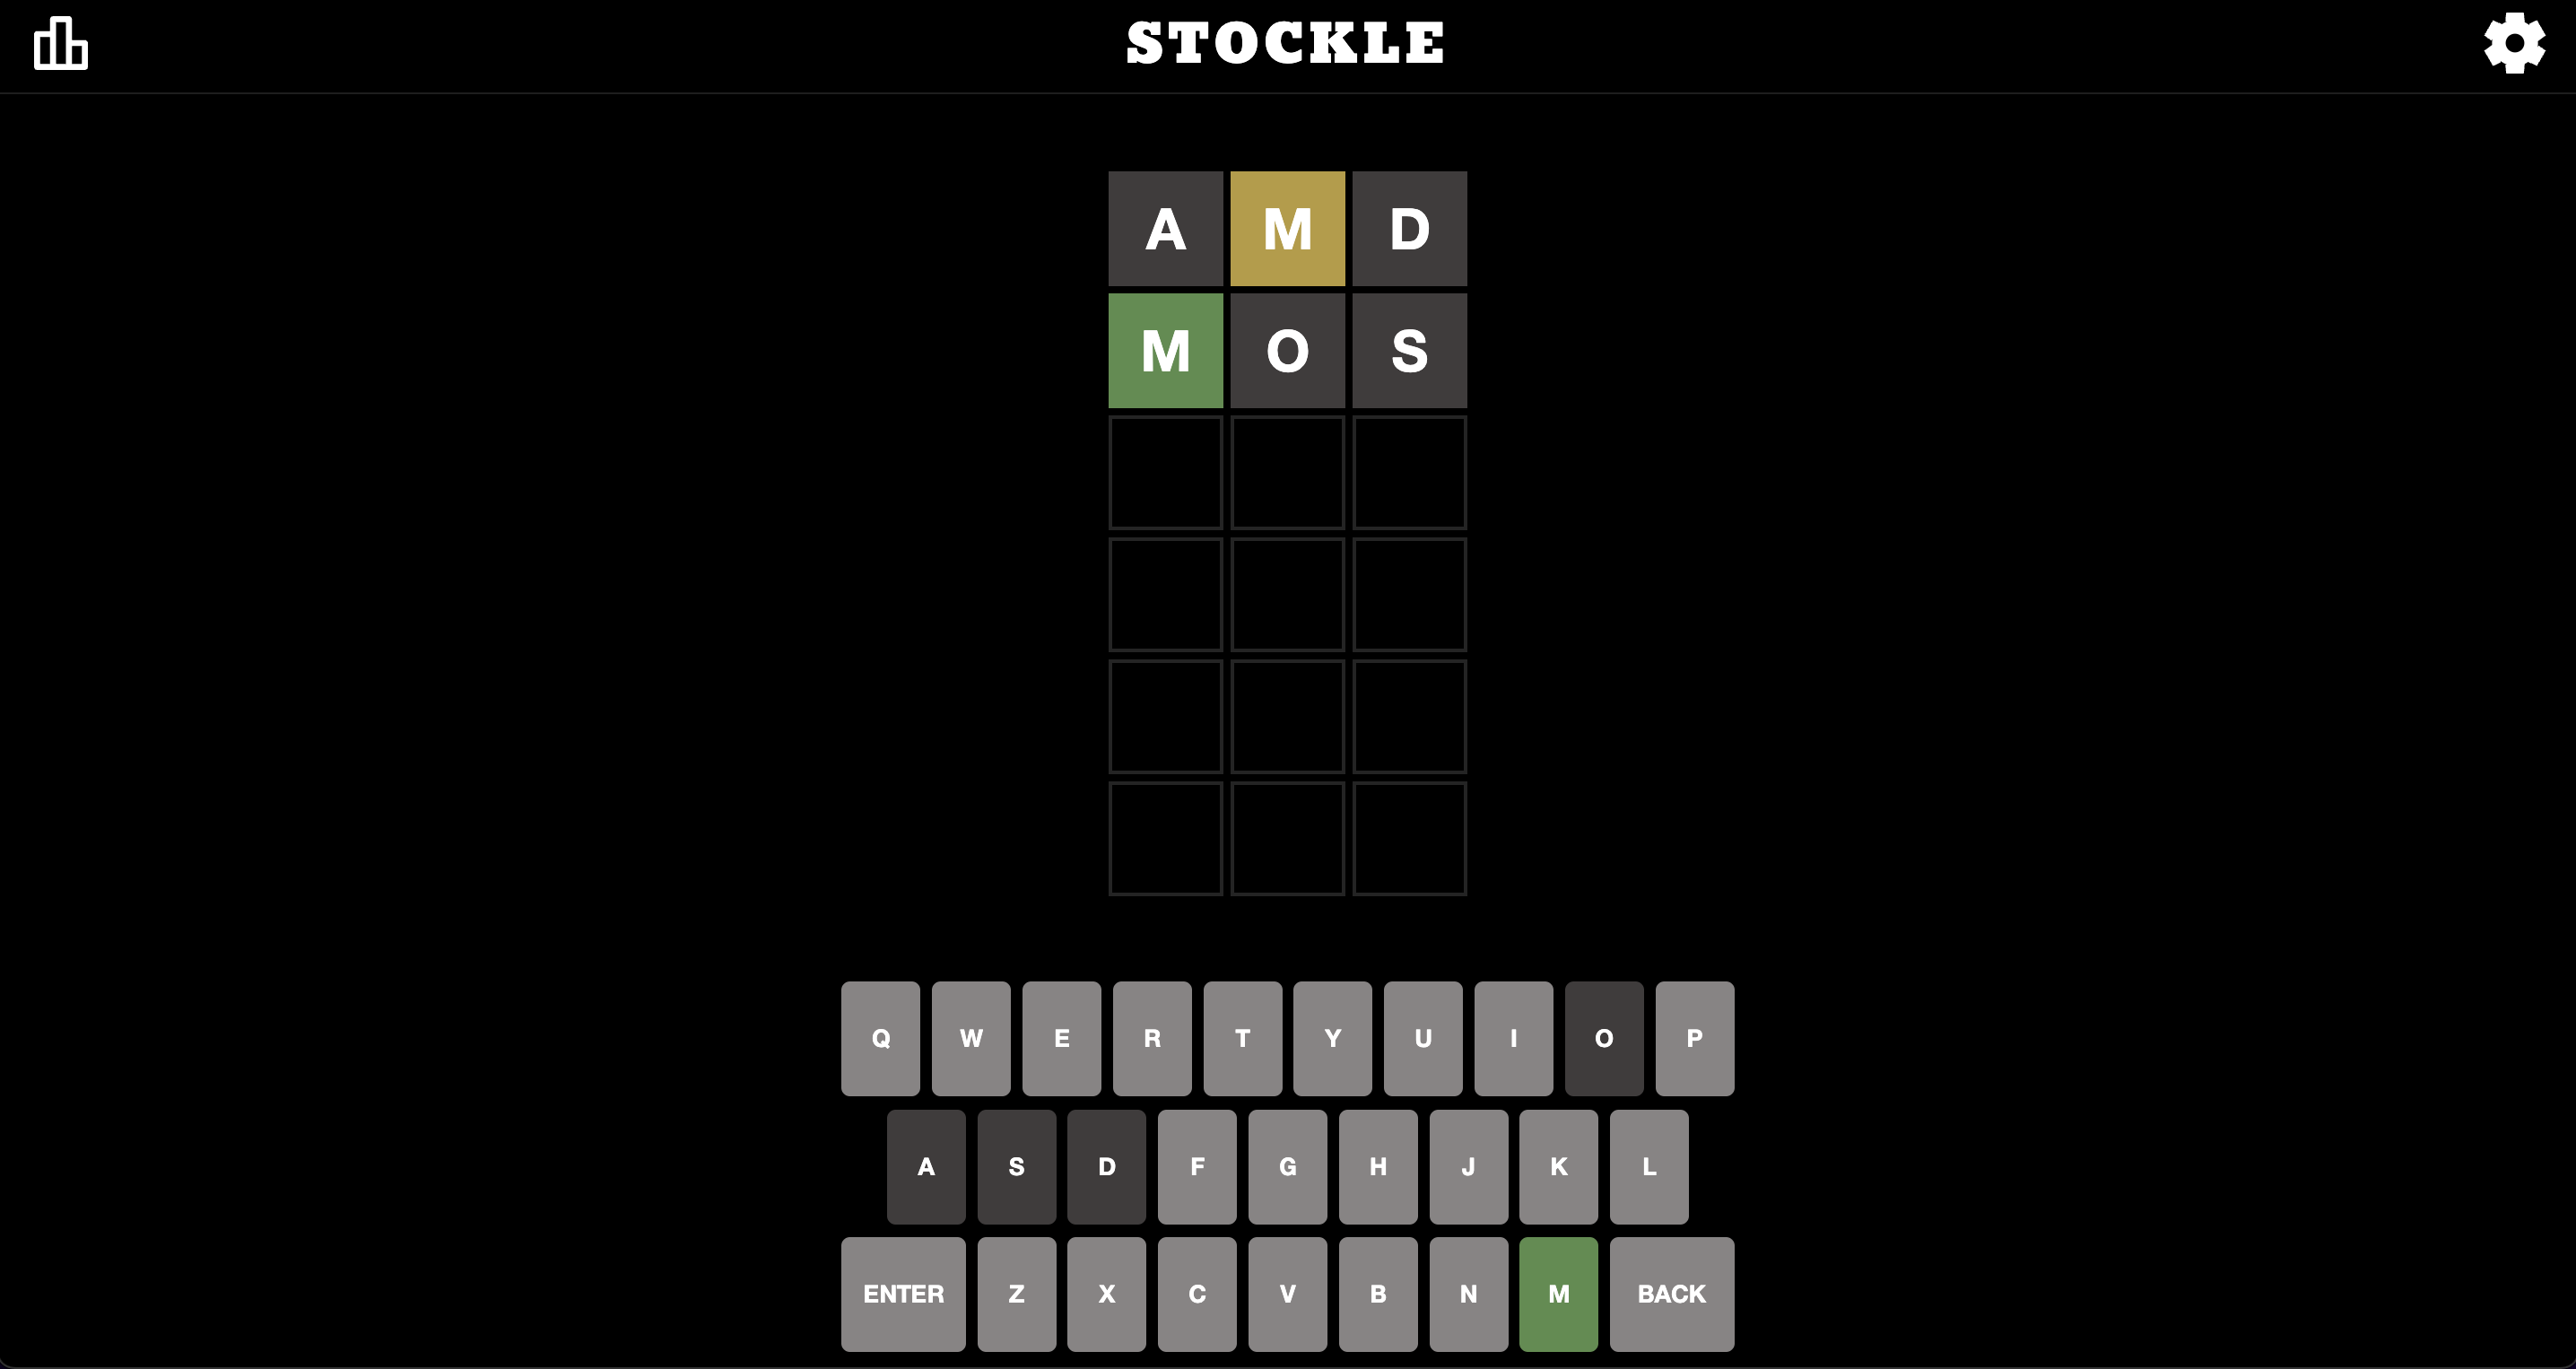 STOCKLE
A M D
M O S
Q W E R T Y U I O P
A S D F G H J K L
ENTER Z X C V B N M BACK